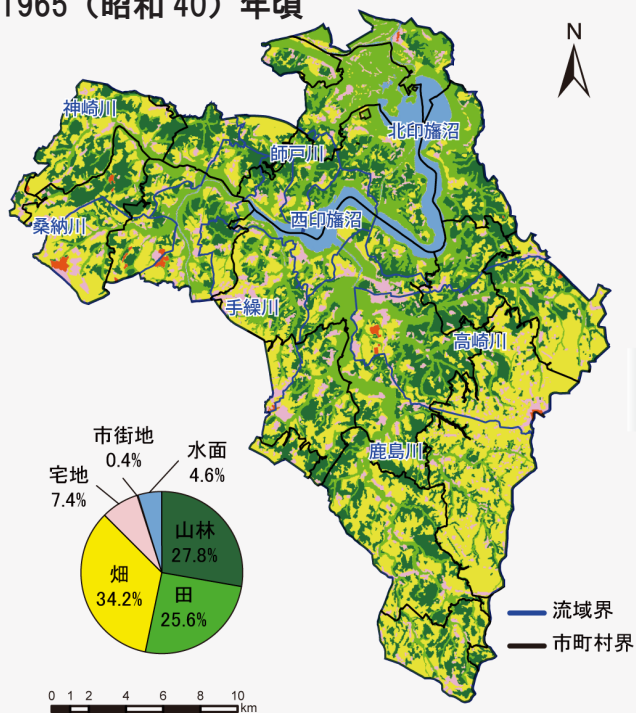 1965（昭和 40）年頃
N
神崎川
北印旛沼
師戸川
桑納川
西印旛沼
手繰川
高崎川
鹿島川
市街地
0.4%
水面
4.6%
宅地
7.4%
山林
27.8%
畑
34.2%
田
25.6%
流域界
市町村界
0 1 2 4 6 8 10
km